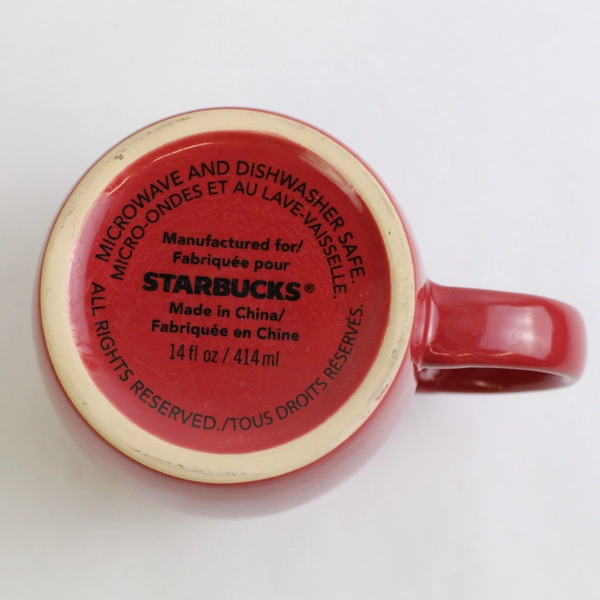 MICROWAVE AND DISHWASHER SAFE.
MICRO-ONDES ET AU LAVE-VAISSELLE.
Manufactured for/
Fabriquée pour
STARBUCKS®
Made in China/
Fabriquée en Chine
14 fl oz / 414 ml
ALL RIGHTS RESERVED./TOUS DROITS RÉSERVÉS.